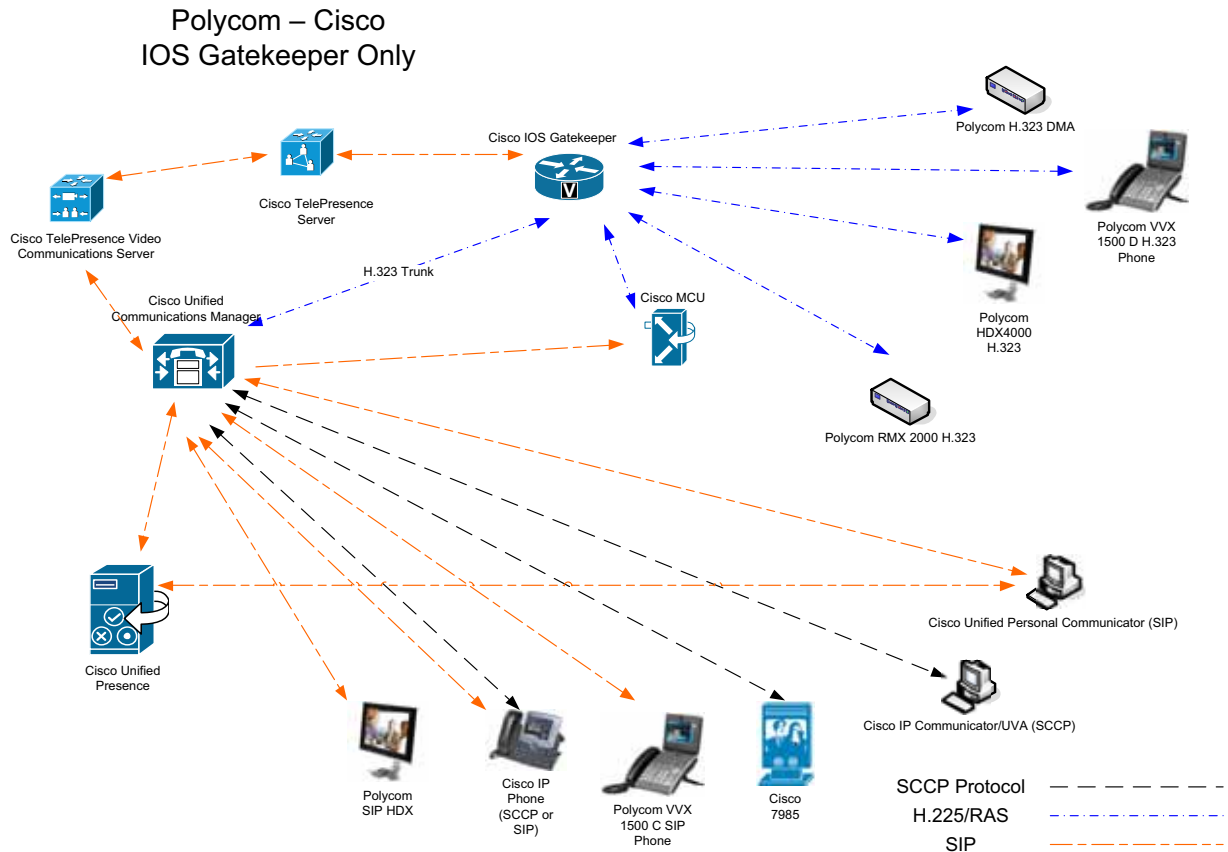 Polycom – Cisco
IOS Gatekeeper Only
Cisco IOS Gatekeeper
Polycom H.323 DMA
Cisco TelePresence
Server
Cisco TelePresence Video
Communications Server
Polycom VVX
1500 D H.323
Phone
H.323 Trunk
Cisco Unified
Communications Manager
Cisco MCU
Polycom
HDX4000
H.323
V
Polycom RMX 2000 H.323
Cisco Unified Personal Communicator (SIP)
Cisco Unified
Presence
Cisco IP Communicator/UVA (SCCP)
Polycom
SIP HDX
Cisco IP
Phone
(SCCP or
SIP)
Polycom VVX
1500 C SIP
Phone
Cisco
7985
SCCP Protocol
H.225/RAS
SIP